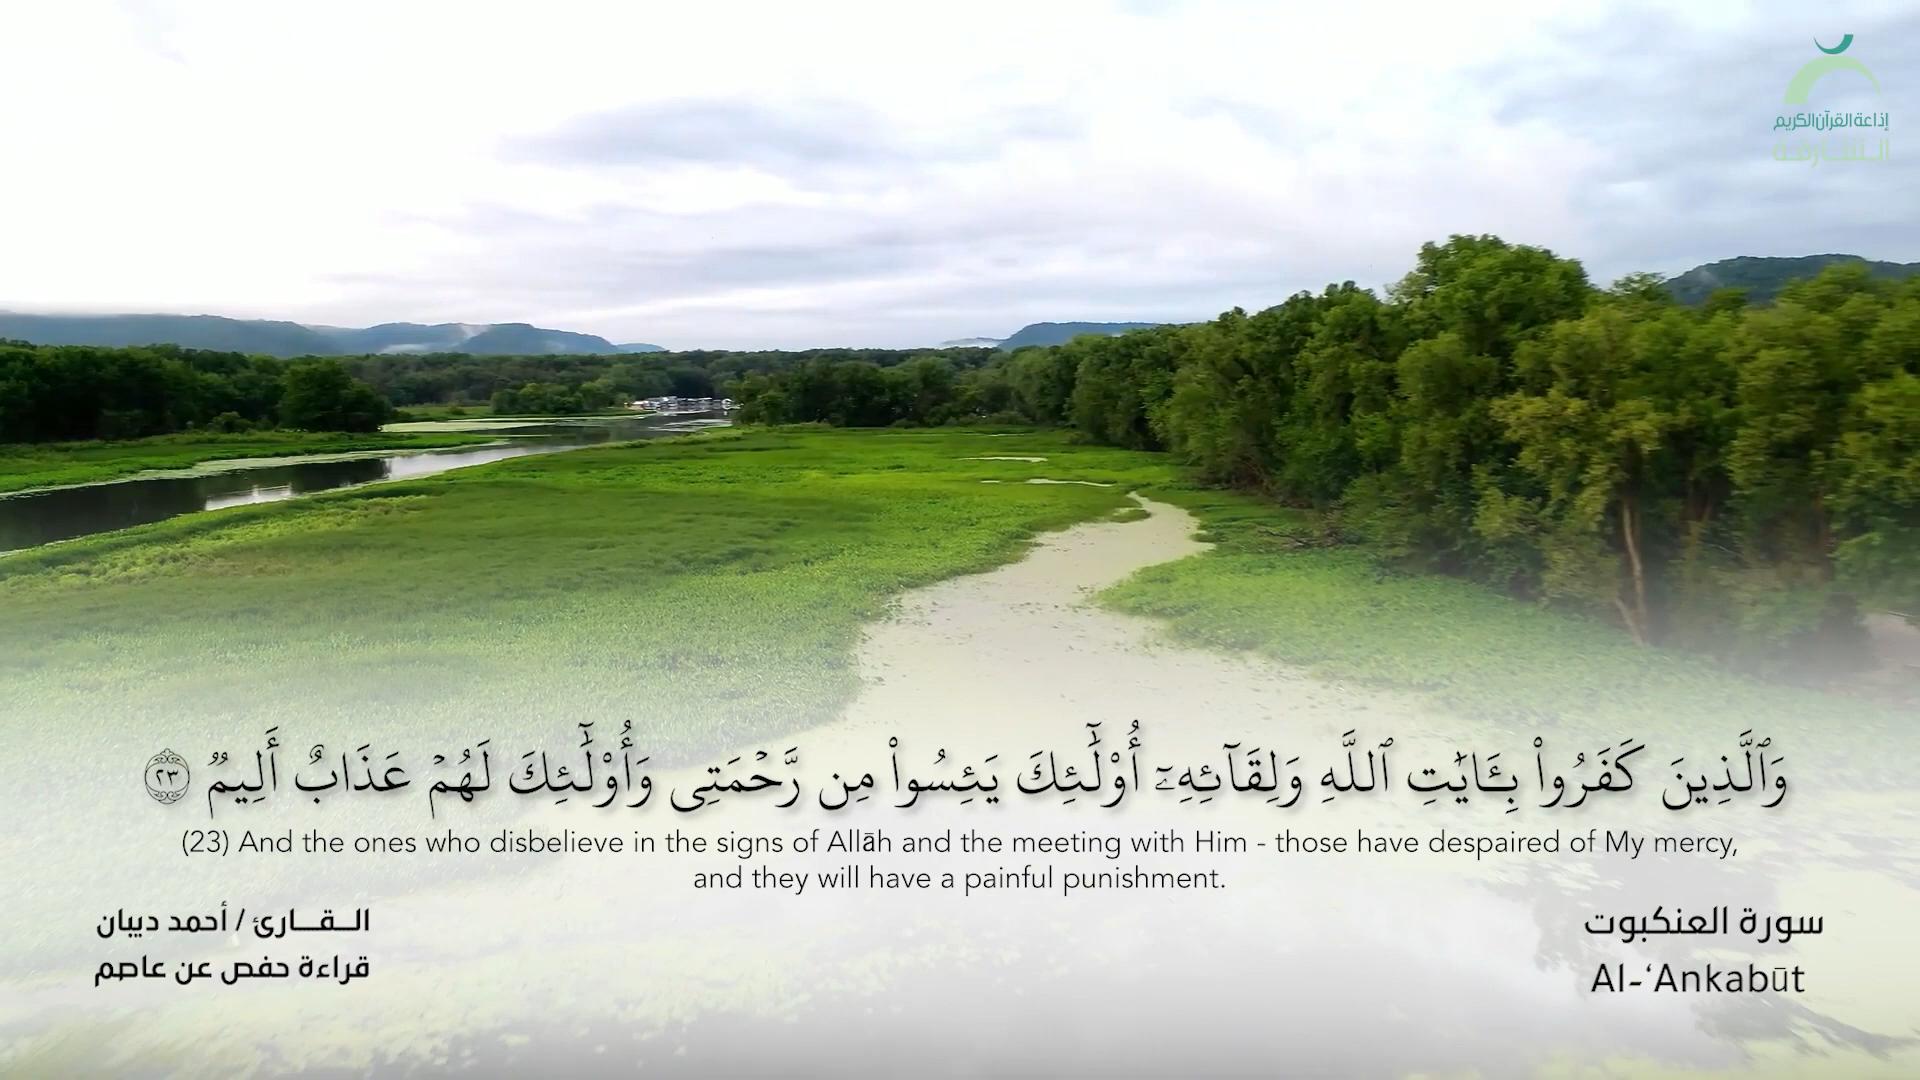 إذاعة القرآن الكريم
الشارقة
وَٱلَّذِينَ كَفَرُوا۟ بِـَٔايَـٰتِ ٱللَّهِ وَلِقَآئِهِۦٓ أُو۟لَـٰٓئِكَ يَئِسُوا۟ مِن رَّحْمَتِى وَأُو۟لَـٰٓئِكَ لَهُمْ عَذَابٌ أَلِيمٌ ٢٣
(23) And the ones who disbelieve in the signs of Allāh and the meeting with Him - those have despaired of My mercy,
and they will have a painful punishment.
سورة العنكبوت
Al-‘Ankabūt
الـقـارئ / أحمد ديبان
قراءة حفص عن عاصم